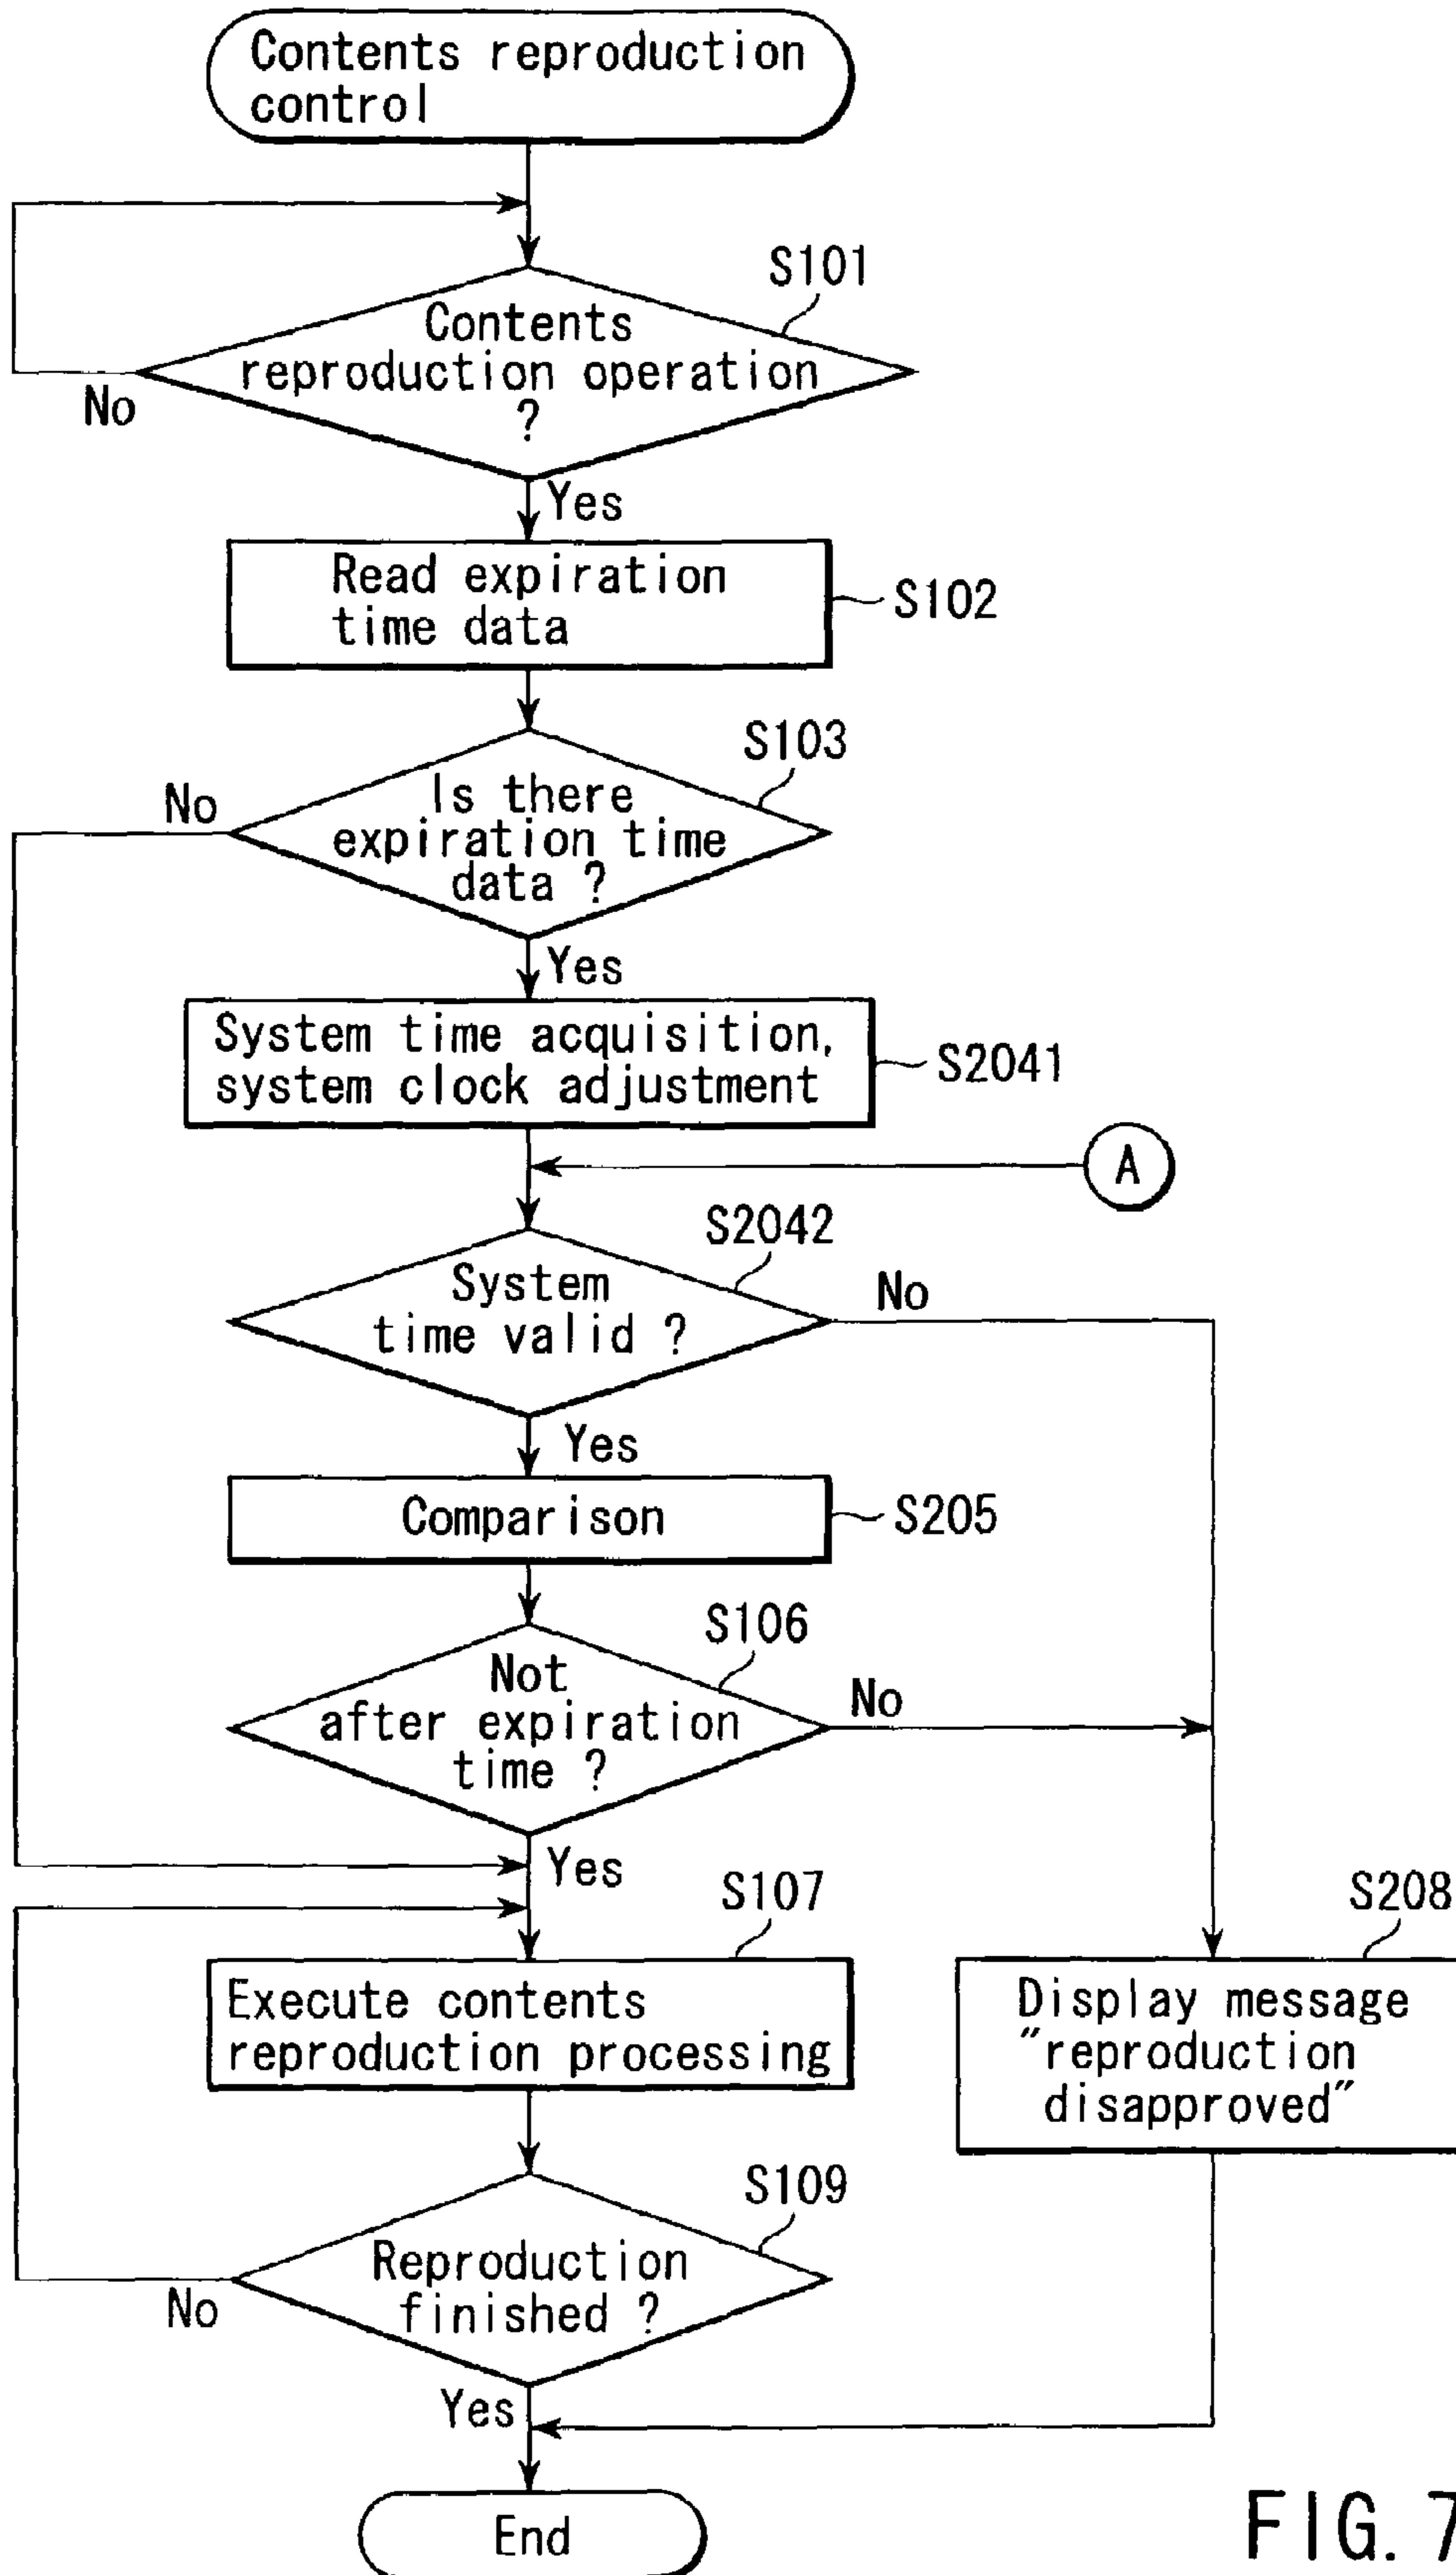 Contents reproduction
control
S101
Contents
reproduction operation
?
No
Yes
Read expiration
time data
S102
S103
No
Is there
expiration time
data ?
Yes
System time acquisition,
system clock adjustment
S2041
A
S2042
System
time valid ?
No
Yes
Comparison
S205
S106
Not
after expiration
time ?
No
Yes
S107
Execute contents
reproduction processing
S208
Display message
"reproduction
disapproved"
S109
Reproduction
finished ?
No
Yes
End
FIG. 7